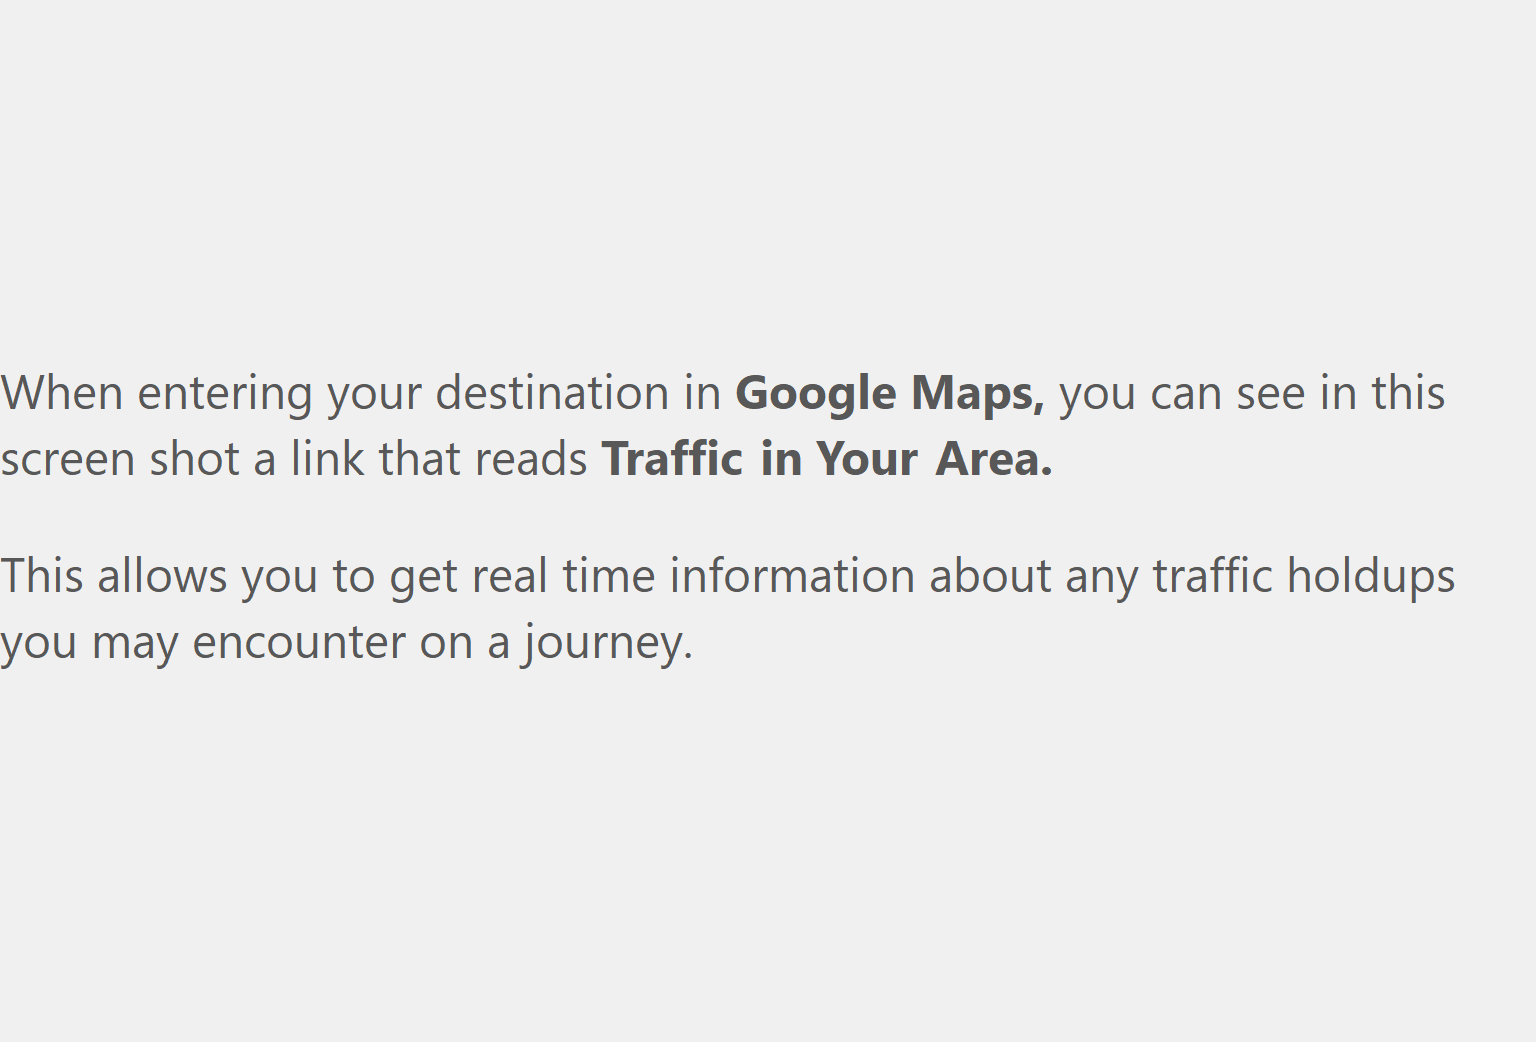 When entering your destination in Google Maps, you can see in this
screen shot a link that reads Traffic in Your Area.
This allows you to get real time information about any traffic holdups
you may encounter on a journey.